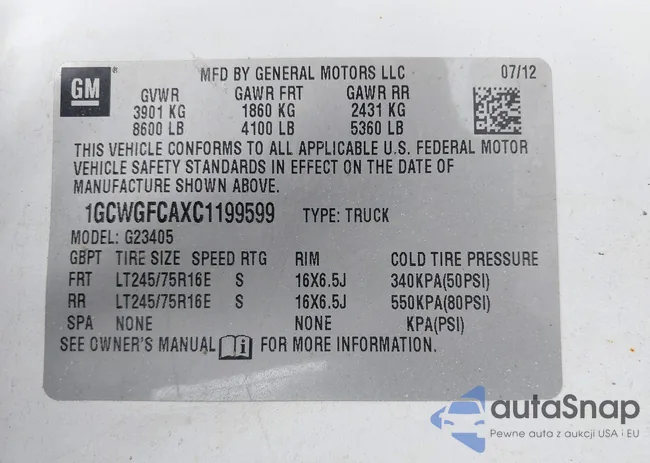 GM ® MFD BY GENERAL MOTORS LLC 07/12
GVWR GAWR FRT GAWR RR
3901 KG 1860 KG 2431 KG
8600 LB 4100 LB 5360 LB
THIS VEHICLE CONFORMS TO ALL APPLICABLE U.S. FEDERAL MOTOR
VEHICLE SAFETY STANDARDS IN EFFECT ON THE DATE OF
MANUFACTURE SHOWN ABOVE.
1GCWGFCAXC1199599 TYPE: TRUCK
MODEL: G23405
GBPT TIRE SIZE SPEED RTG RIM COLD TIRE PRESSURE
FRT LT245/75R16E S 16X6.5J 340KPA(50PSI)
RR LT245/75R16E S 16X6.5J 550KPA(80PSI)
SPA NONE NONE KPA(PSI)
SEE OWNER'S MANUAL i FOR MORE INFORMATION.
autaSnap
Pewne auta z aukcji USA i EU